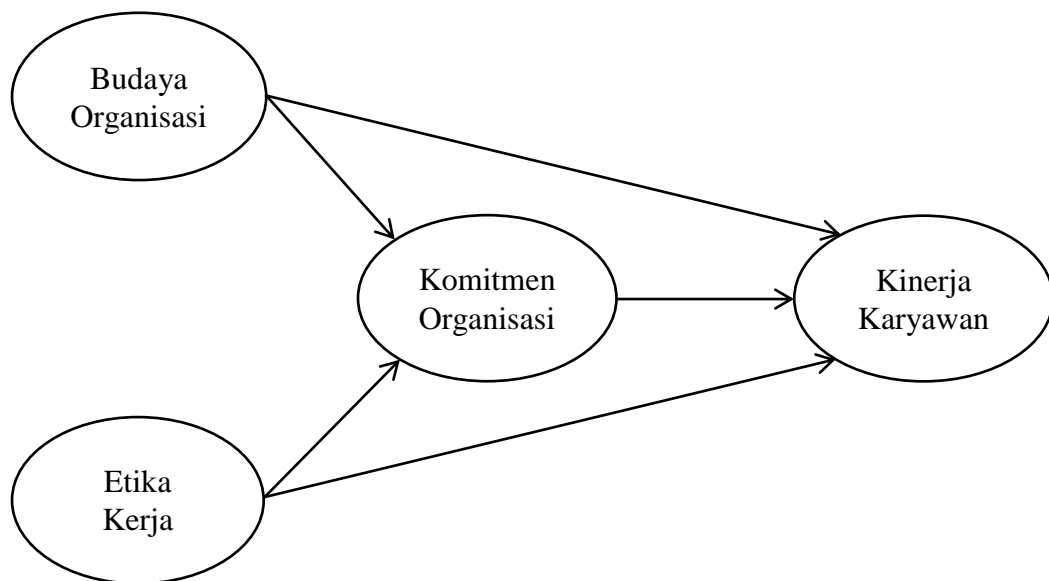 Budaya
Organisasi
Komitmen
Organisasi
Kinerja
Karyawan
Etika
Kerja